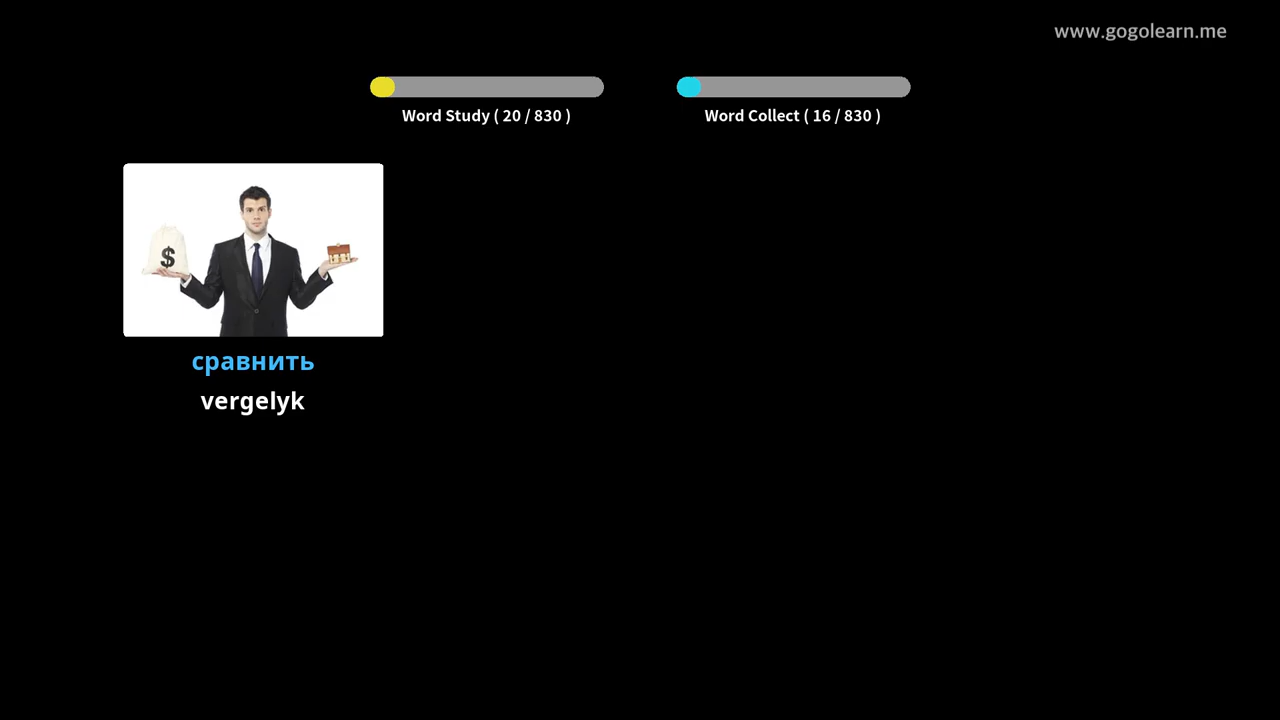 www.gogolearn.me
Word Study ( 20 / 830 )
Word Collect ( 16 / 830 )
$
сравнить
vergelyk